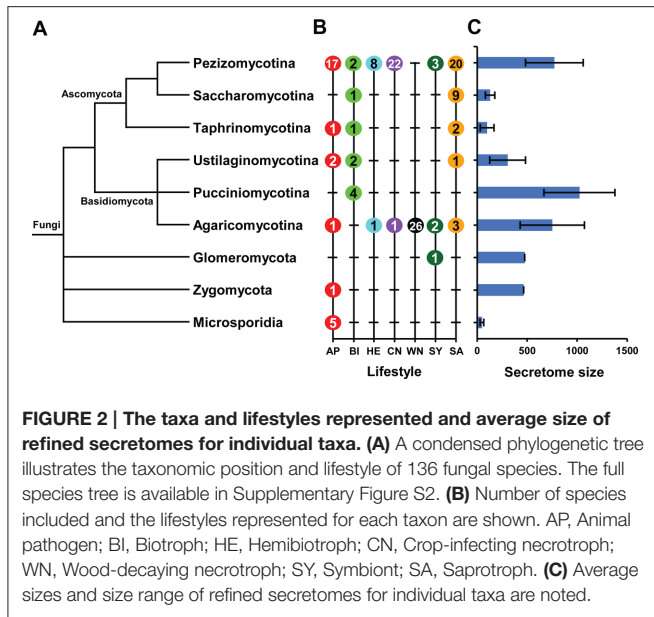 A
B
C
Pezizomycotina 17 2 8 22 3 20
Ascomycota
Saccharomycotina 1 9
Taphrinomycotina 1 1 2
Ustilaginomycotina 2 2 1
Pucciniomycotina 4
Basidiomycota
Agaricomycotina 1 1 1 26 2 3
Fungi
Glomeromycota 1
Zygomycota 1
Microsporidia 5
AP BI HE CN WN SY SA
0 500 1000 1500
Lifestyle
Secretome size
FIGURE 2 | The taxa and lifestyles represented and average size of
refined secretomes for individual taxa. (A) A condensed phylogenetic tree
illustrates the taxonomic position and lifestyle of 136 fungal species. The full
species tree is available in Supplementary Figure S2. (B) Number of species
included and the lifestyles represented for each taxon are shown. AP, Animal
pathogen; BI, Biotroph; HE, Hemibiotroph; CN, Crop-infecting necrotroph;
WN, Wood-decaying necrotroph; SY, Symbiont; SA, Saprotroph. (C) Average
sizes and size range of refined secretomes for individual taxa are noted.